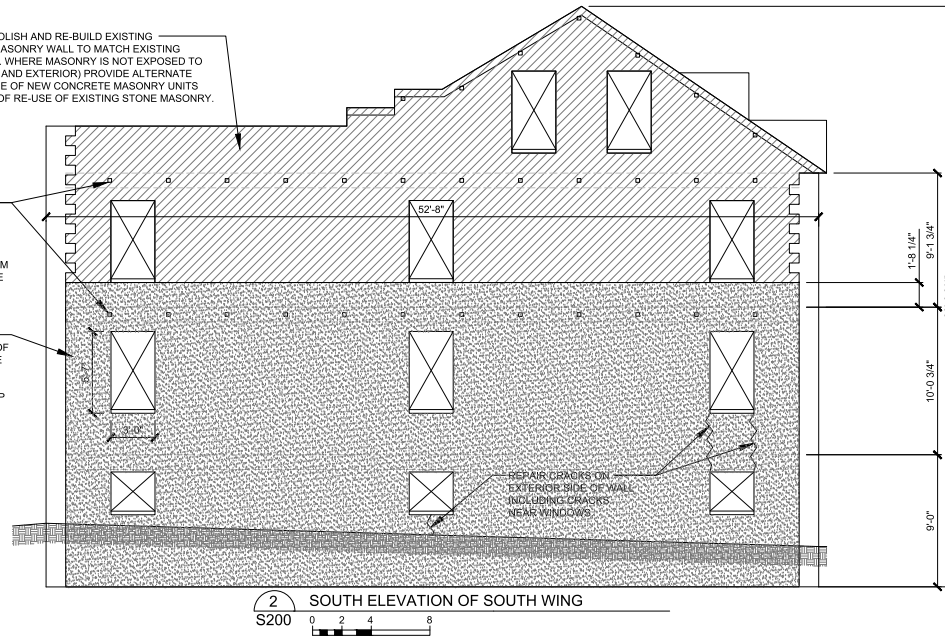 OLISH AND RE-BUILD EXISTING
ASONRY WALL TO MATCH EXISTING
WHERE MASONRY IS NOT EXPOSED TO
AND EXTERIOR) PROVIDE ALTERNATE
E OF NEW CONCRETE MASONRY UNITS
OF RE-USE OF EXISTING STONE MASONRY.
52'-8"
1'-8 1/4"
9'-1 3/4"
M
E
OF
E
P
3'-0"
10'-0 3/4"
REPAIR CRACKS ON
EXTERIOR SIDE OF WALL
INCLUDING CRACKS
NEAR WINDOWS
9'-0"
2
S200
SOUTH ELEVATION OF SOUTH WING
0 2 4 8